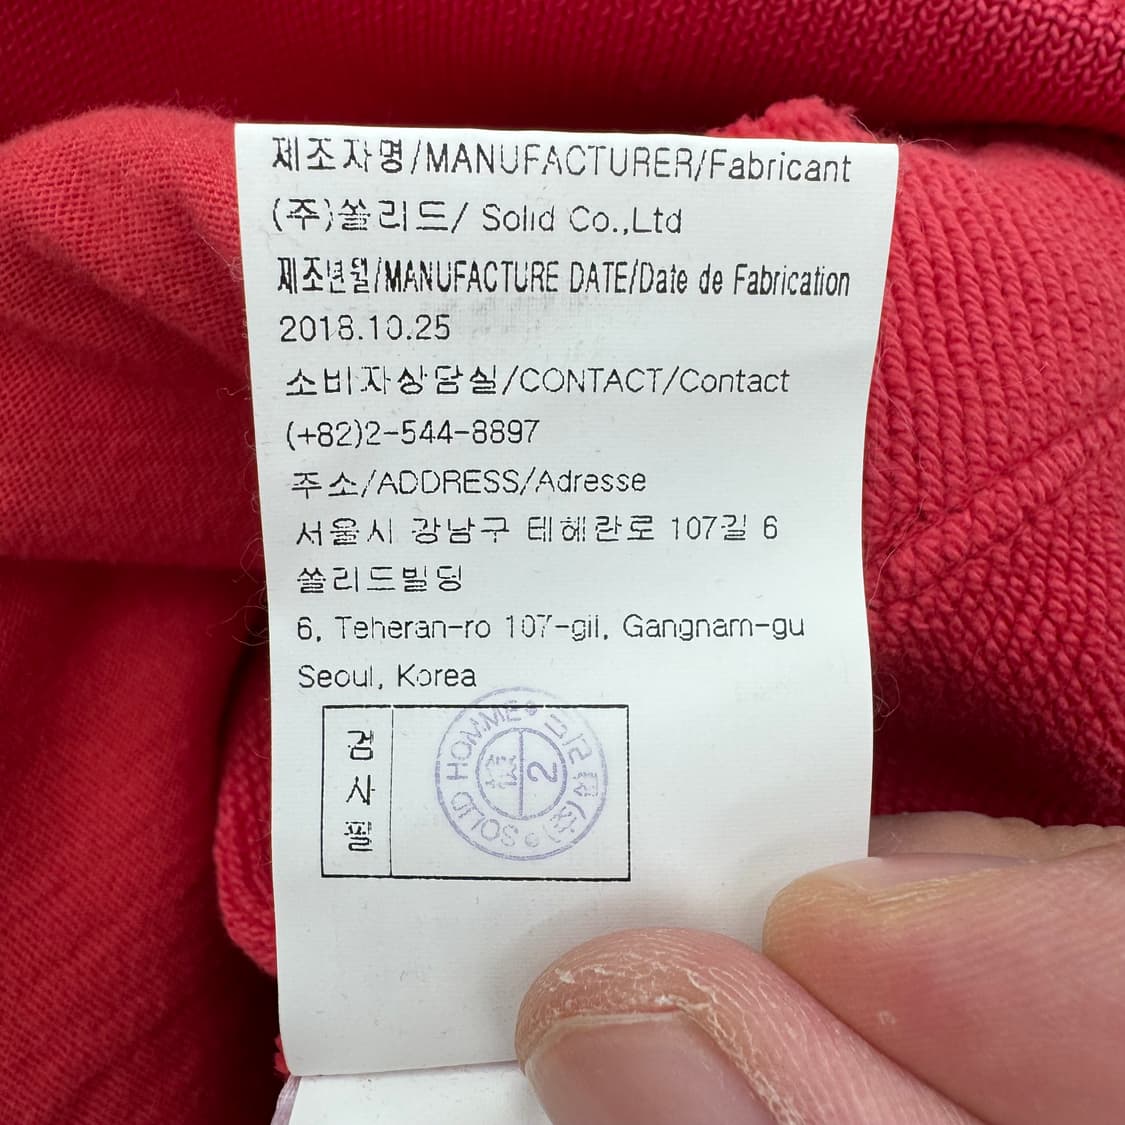 제조자명/MANUFACTURER/Fabricant
(주)쏠리드/ Solid Co.,Ltd
제조년월/MANUFACTURE DATE/Date de Fabrication
2018.10.25
소비자상담실/CONTACT/Contact
(+82)2-544-8897
주소/ADDRESS/Adresse
서울시 강남구 테헤란로 107길 6
쏠리드빌딩
6, Teheran-ro 107-gil, Gangnam-gu
Seoul, Korea
검사필
SOLID HOMME
2